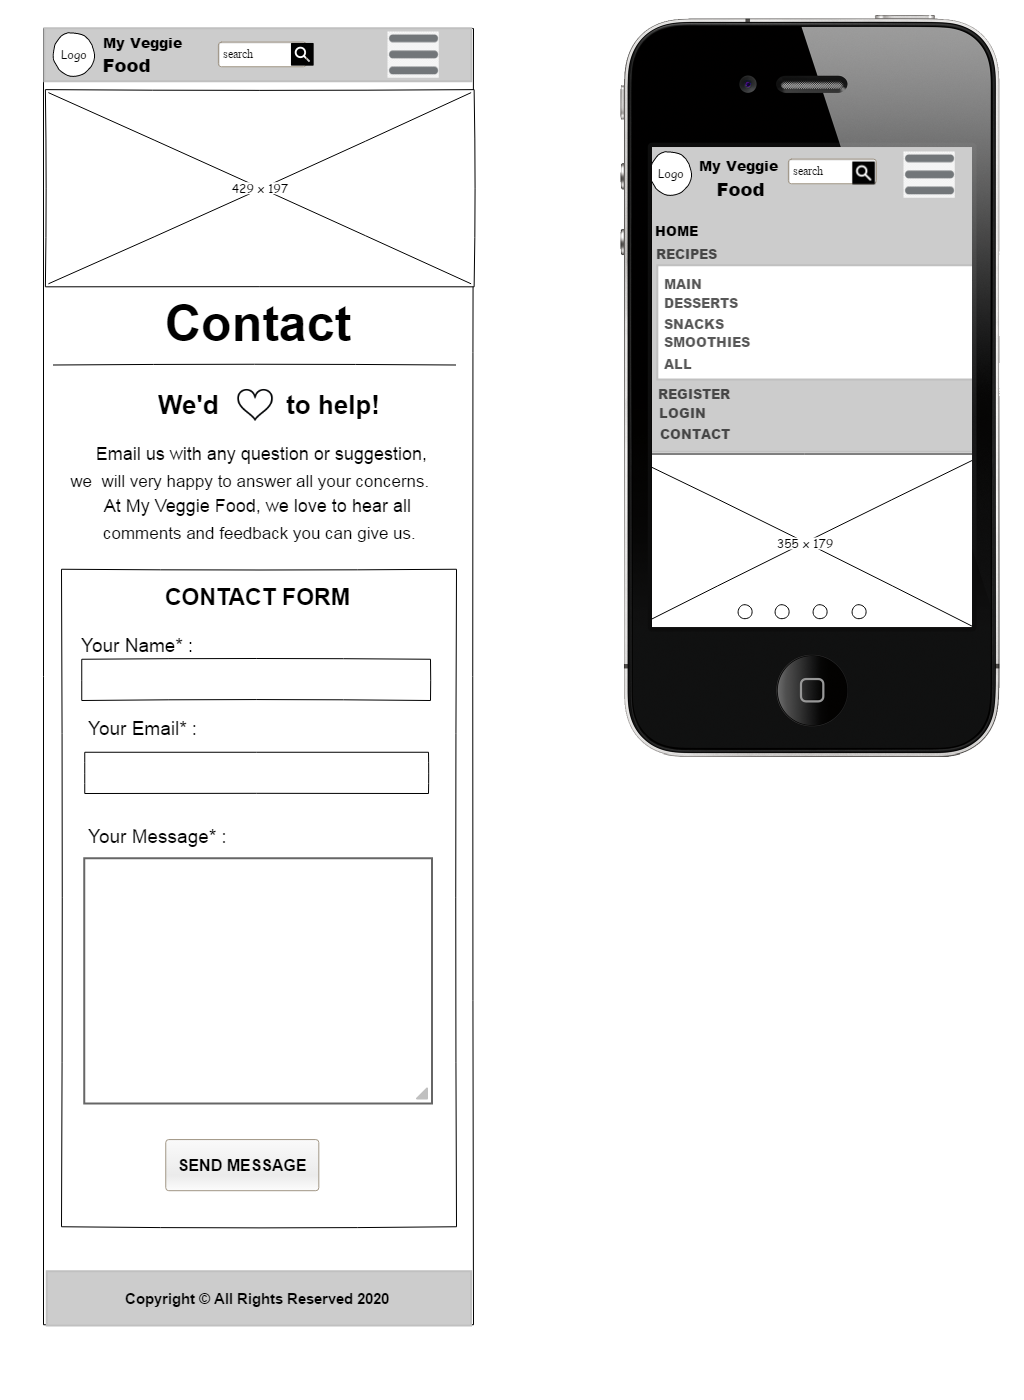 Logo
My Veggie
Food
search
429 x 197
Contact
We'd to help!
Email us with any question or suggestion,
we will very happy to answer all your concerns.
At My Veggie Food, we love to hear all
comments and feedback you can give us.
CONTACT FORM
Your Name* :
Your Email* :
Your Message* :
SEND MESSAGE
Copyright © All Rights Reserved 2020
Logo
My Veggie
Food
search
HOME
RECIPES
MAIN
DESSERTS
SNACKS
SMOOTHIES
ALL
REGISTER
LOGIN
CONTACT
355 x 179